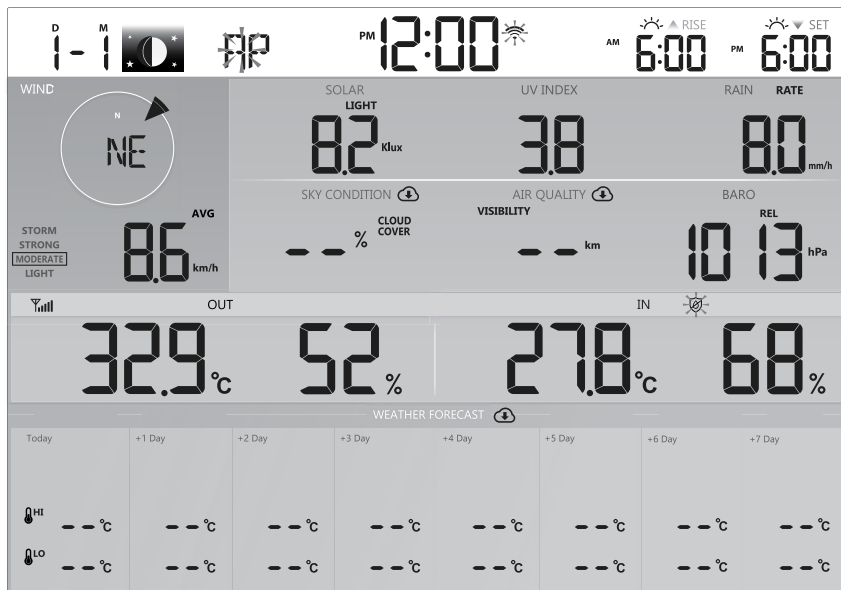 D M
1-1 AP PM 12:00 AM 6:00 RISE PM 6:00 SET
WIND
N
NE
AVG
8.6 km/h
STORM
STRONG
MODERATE
LIGHT
SOLAR
LIGHT
8.2 Klux
UV INDEX
3.8
RAIN RATE
8.0 mm/h
SKY CONDITION
-- % CLOUD
COVER
AIR QUALITY
VISIBILITY
-- km
BARO
REL
1013 hPa
OUT
32.9 °C 52 %
IN
27.8 °C 68 %
WEATHER FORECAST
Today +1 Day +2 Day +3 Day +4 Day +5 Day +6 Day +7 Day
HI -- °C -- °C -- °C -- °C -- °C -- °C -- °C -- °C
LO -- °C -- °C -- °C -- °C -- °C -- °C -- °C -- °C